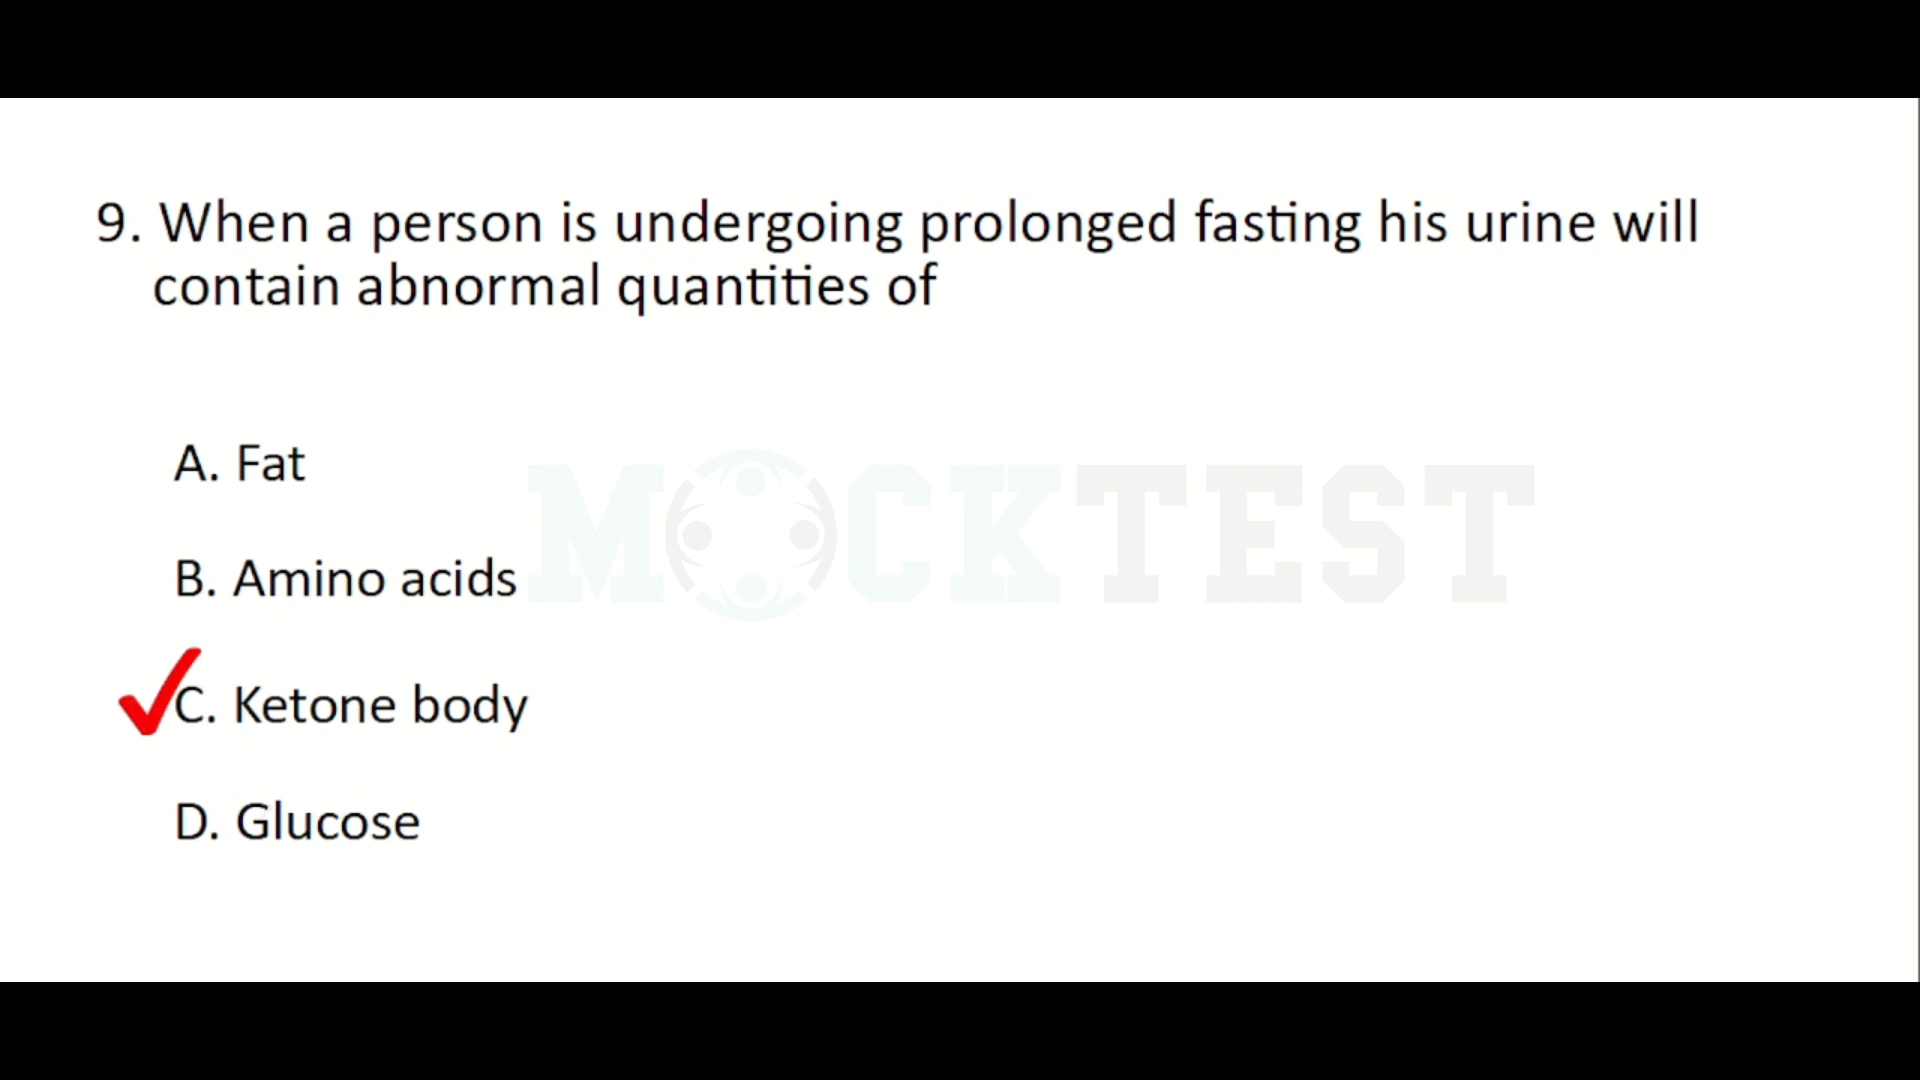 9. When a person is undergoing prolonged fasting his urine will
contain abnormal quantities of
A. Fat
B. Amino acids
MOCKTEST
C. Ketone body
D. Glucose